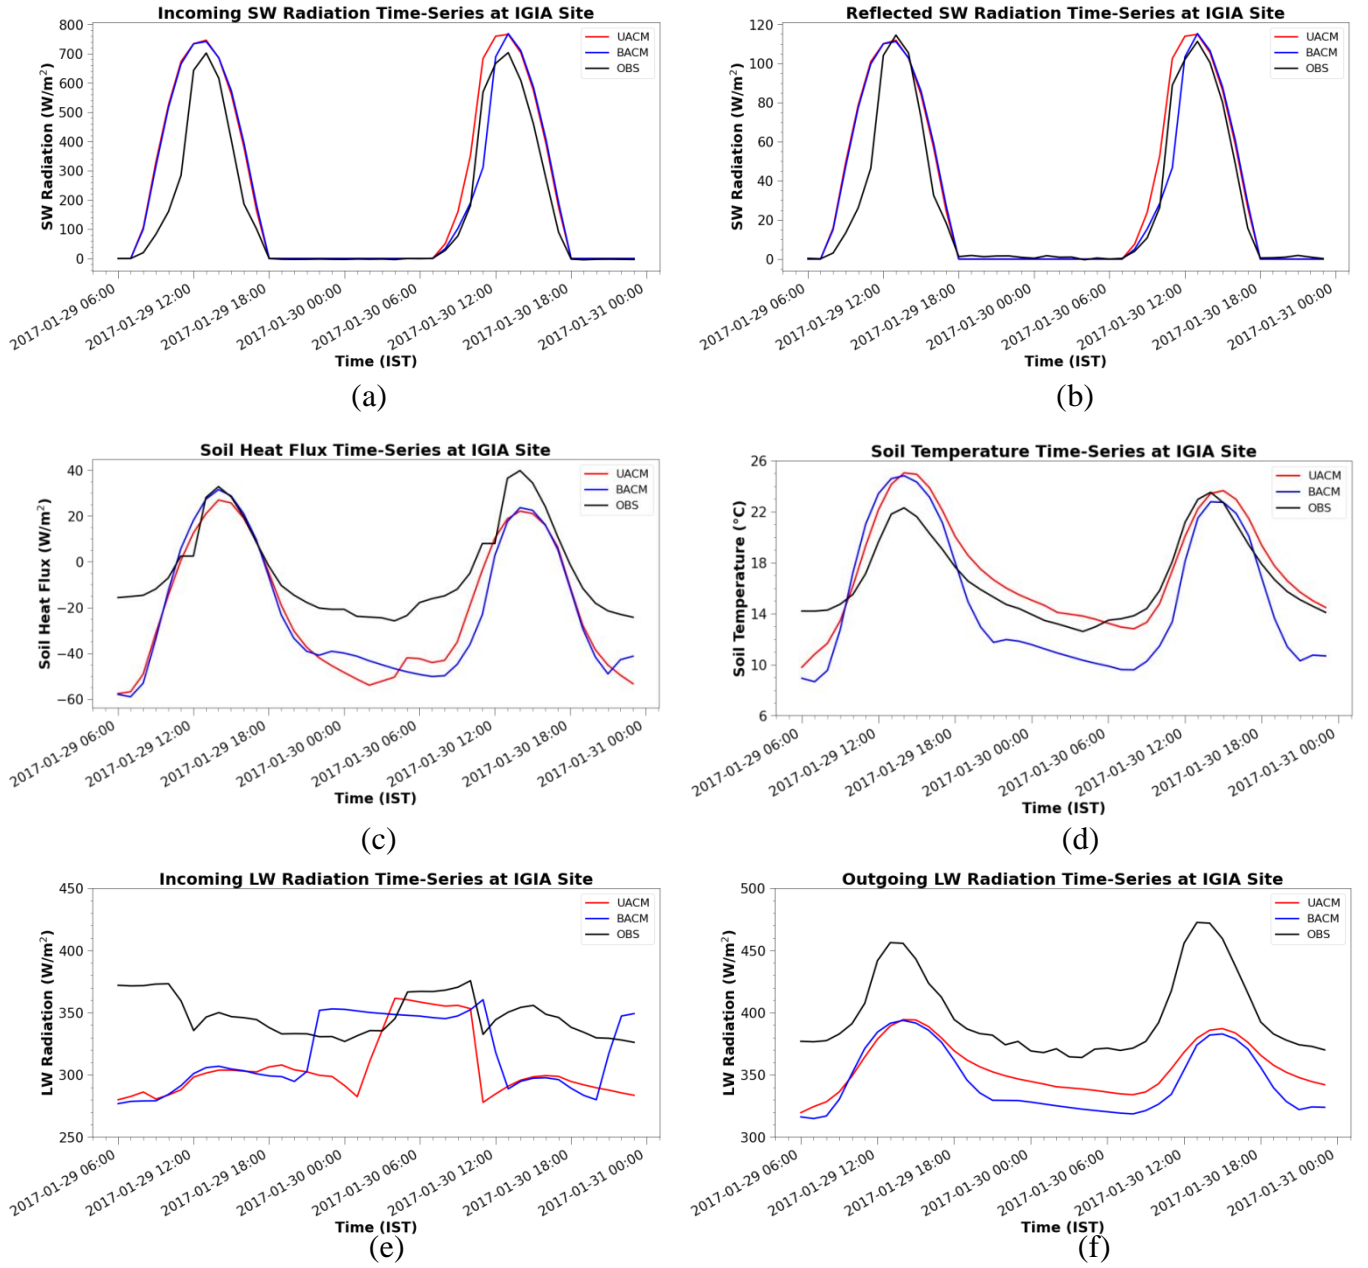 Incoming SW Radiation Time-Series at IGIA Site
SW Radiation (W/m²)
800
700
600
500
400
300
200
100
0
UACM
BACM
OBS
2017-01-29 06:00
2017-01-29 12:00
2017-01-29 18:00
2017-01-30 00:00
2017-01-30 06:00
2017-01-30 12:00
2017-01-30 18:00
2017-01-31 00:00
Time (IST)
(a)
Reflected SW Radiation Time-Series at IGIA Site
SW Radiation (W/m²)
120
100
80
60
40
20
0
UACM
BACM
OBS
2017-01-29 06:00
2017-01-29 12:00
2017-01-29 18:00
2017-01-30 00:00
2017-01-30 06:00
2017-01-30 12:00
2017-01-30 18:00
2017-01-31 00:00
Time (IST)
(b)
Soil Heat Flux Time-Series at IGIA Site
Soil Heat Flux (W/m²)
40
20
0
−20
−40
−60
UACM
BACM
OBS
2017-01-29 06:00
2017-01-29 12:00
2017-01-29 18:00
2017-01-30 00:00
2017-01-30 06:00
2017-01-30 12:00
2017-01-30 18:00
2017-01-31 00:00
Time (IST)
(c)
Soil Temperature Time-Series at IGIA Site
Soil Temperature (°C)
26
22
18
14
10
6
UACM
BACM
OBS
2017-01-29 06:00
2017-01-29 12:00
2017-01-29 18:00
2017-01-30 00:00
2017-01-30 06:00
2017-01-30 12:00
2017-01-30 18:00
2017-01-31 00:00
Time (IST)
(d)
Incoming LW Radiation Time-Series at IGIA Site
LW Radiation (W/m²)
450
400
350
300
250
UACM
BACM
OBS
2017-01-29 06:00
2017-01-29 12:00
2017-01-29 18:00
2017-01-30 00:00
2017-01-30 06:00
2017-01-30 12:00
2017-01-30 18:00
2017-01-31 00:00
Time (IST)
(e)
Outgoing LW Radiation Time-Series at IGIA Site
LW Radiation (W/m²)
500
450
400
350
300
UACM
BACM
OBS
2017-01-29 06:00
2017-01-29 12:00
2017-01-29 18:00
2017-01-30 00:00
2017-01-30 06:00
2017-01-30 12:00
2017-01-30 18:00
2017-01-31 00:00
Time (IST)
(f)